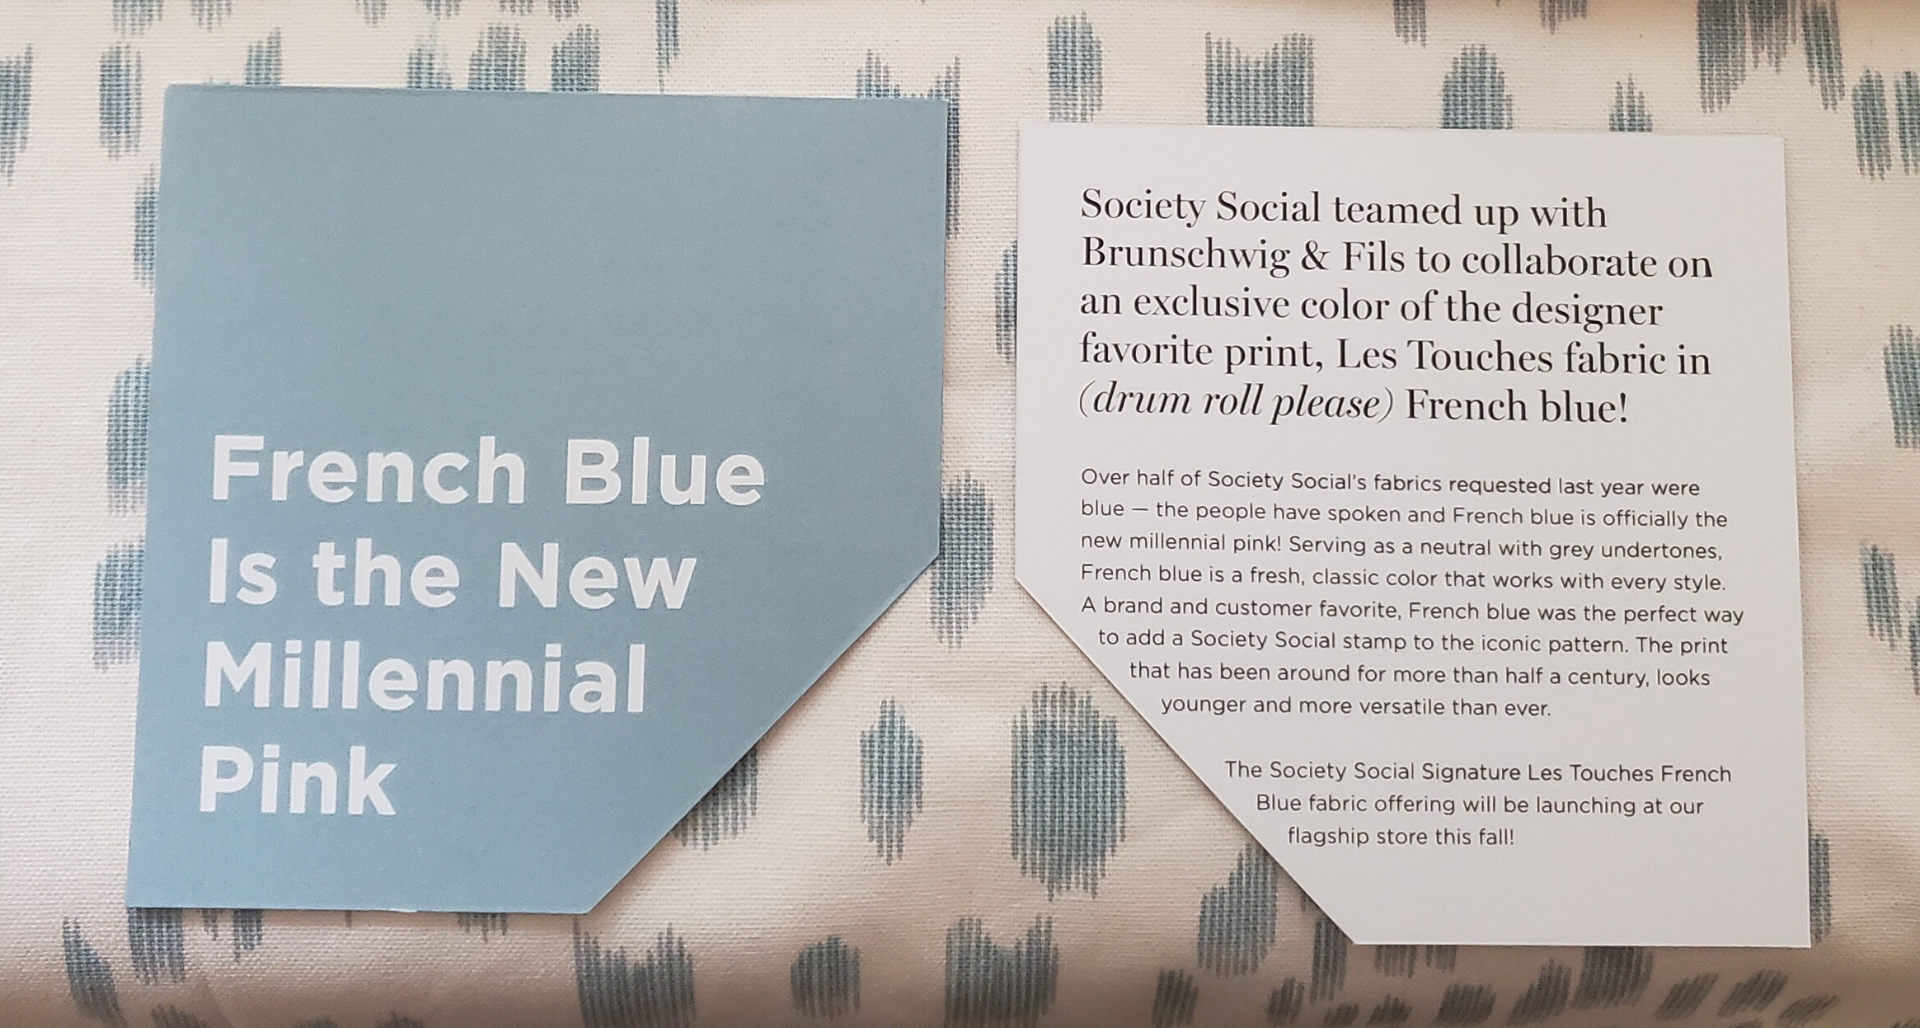 French Blue
Is the New
Millennial
Pink
Society Social teamed up with
Brunschwig & Fils to collaborate on
an exclusive color of the designer
favorite print, Les Touches fabric in
(drum roll please) French blue!
Over half of Society Social's fabrics requested last year were
blue — the people have spoken and French blue is officially the
new millennial pink! Serving as a neutral with grey undertones,
French blue is a fresh, classic color that works with every style.
A brand and customer favorite, French blue was the perfect way
to add a Society Social stamp to the iconic pattern. The print
that has been around for more than half a century, looks
younger and more versatile than ever.
The Society Social Signature Les Touches French
Blue fabric offering will be launching at our
flagship store this fall!